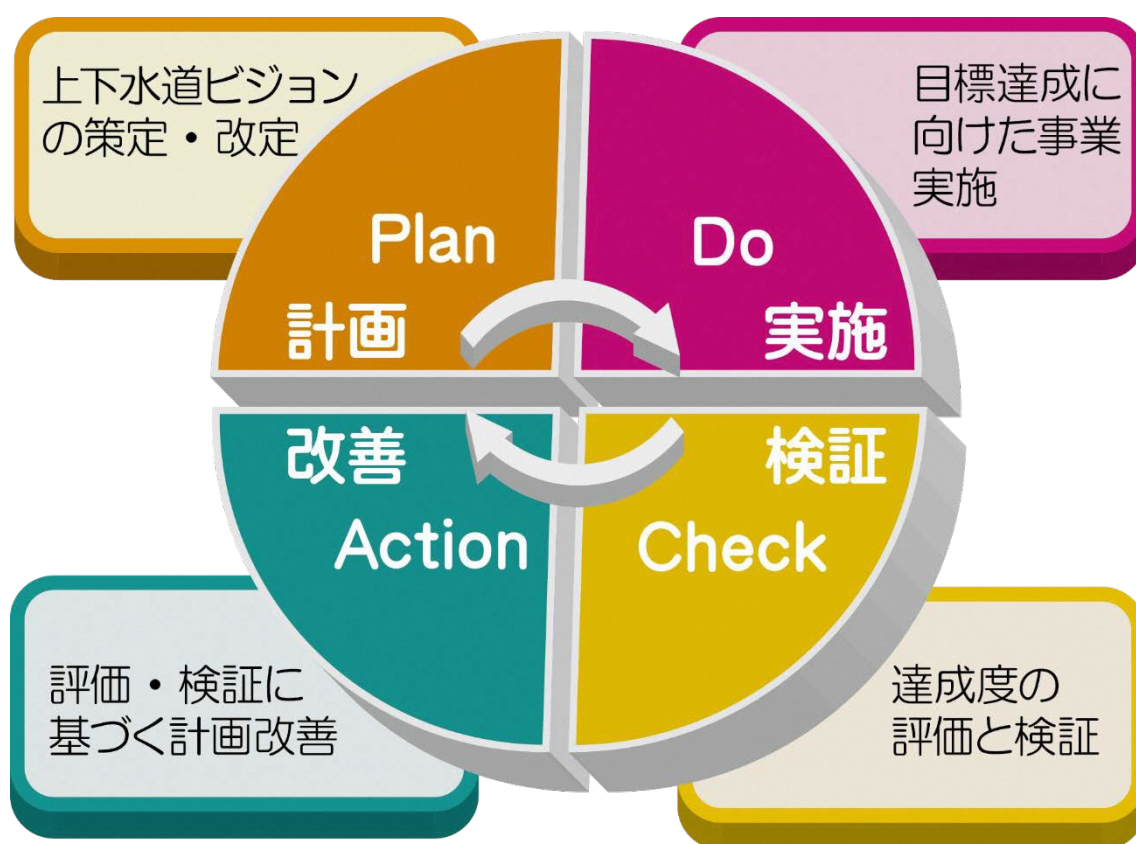 上下水道ビジョン
の策定・改定
目標達成に
向けた事業
実施
Plan
計画
Do
実施
改善
Action
検証
Check
評価・検証に
基づく計画改善
達成度の
評価と検証